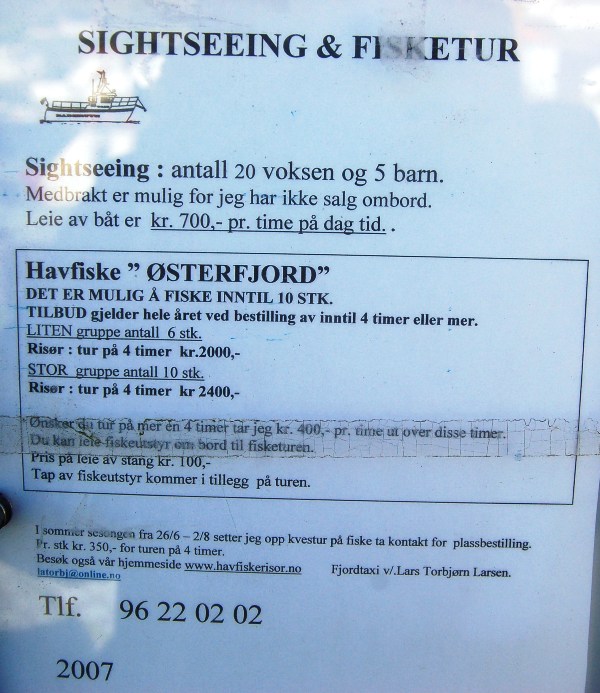 SIGHTSEEING & FISKETUR
Sightseeing : antall 20 voksen og 5 barn.
Medbrakt er mulig for jeg har ikke salg ombord.
Leie av båt er kr. 700,- pr. time på dag tid. .
Havfiske ” ØSTERFJORD”
DET ER MULIG Å FISKE INNTIL 10 STK.
TILBUD gjelder hele året ved bestilling av inntil 4 timer eller mer.
LITEN gruppe antall 6 stk.
Risør : tur på 4 timer kr.2000,-
STOR gruppe antall 10 stk.
Risør : tur på 4 timer kr 2400,-
Ønsker du tur på mer en 4 timer tar jeg kr. 400,- pr. time ut over disse timer.
Du kan leie fiskeutstyr om bord til fisketuren.
Pris på leie av stang kr. 100,-
Tap av fiskeutstyr kommer i tillegg på turen.
I sommer sesongen fra 26/6 – 2/8 setter jeg opp kvestur på fiske ta kontakt for plassbestilling.
Pr. stk kr. 350,- for turen på 4 timer.
Besøk også vår hjemmeside www.havfiskerisor.no Fjordtaxi v/.Lars Torbjørn Larsen.
latorbj@online.no
Tlf. 96 22 02 02
2007